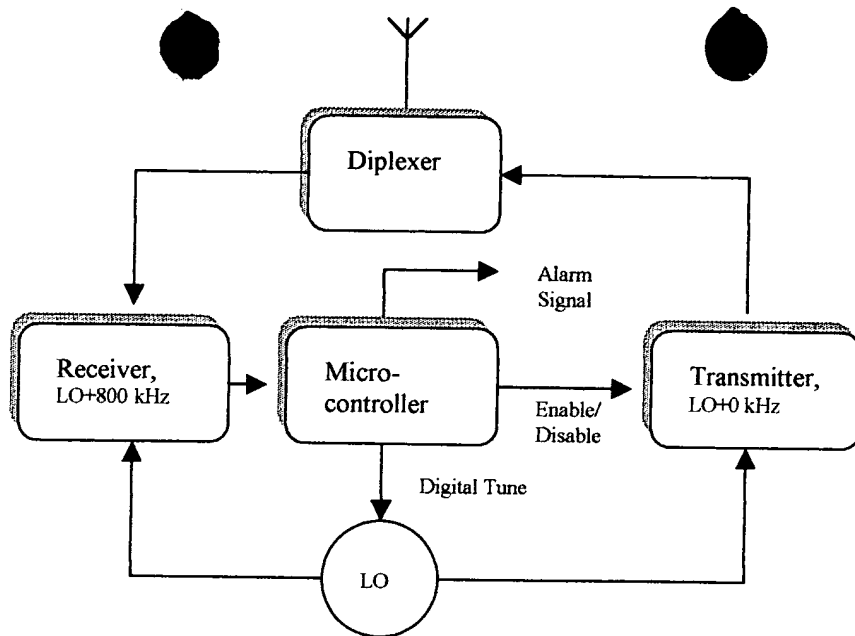 Diplexer
Alarm
Signal
Receiver,
LO+800 kHz
Micro-
controller
Enable/
Disable
Transmitter,
LO+0 kHz
Digital Tune
LO